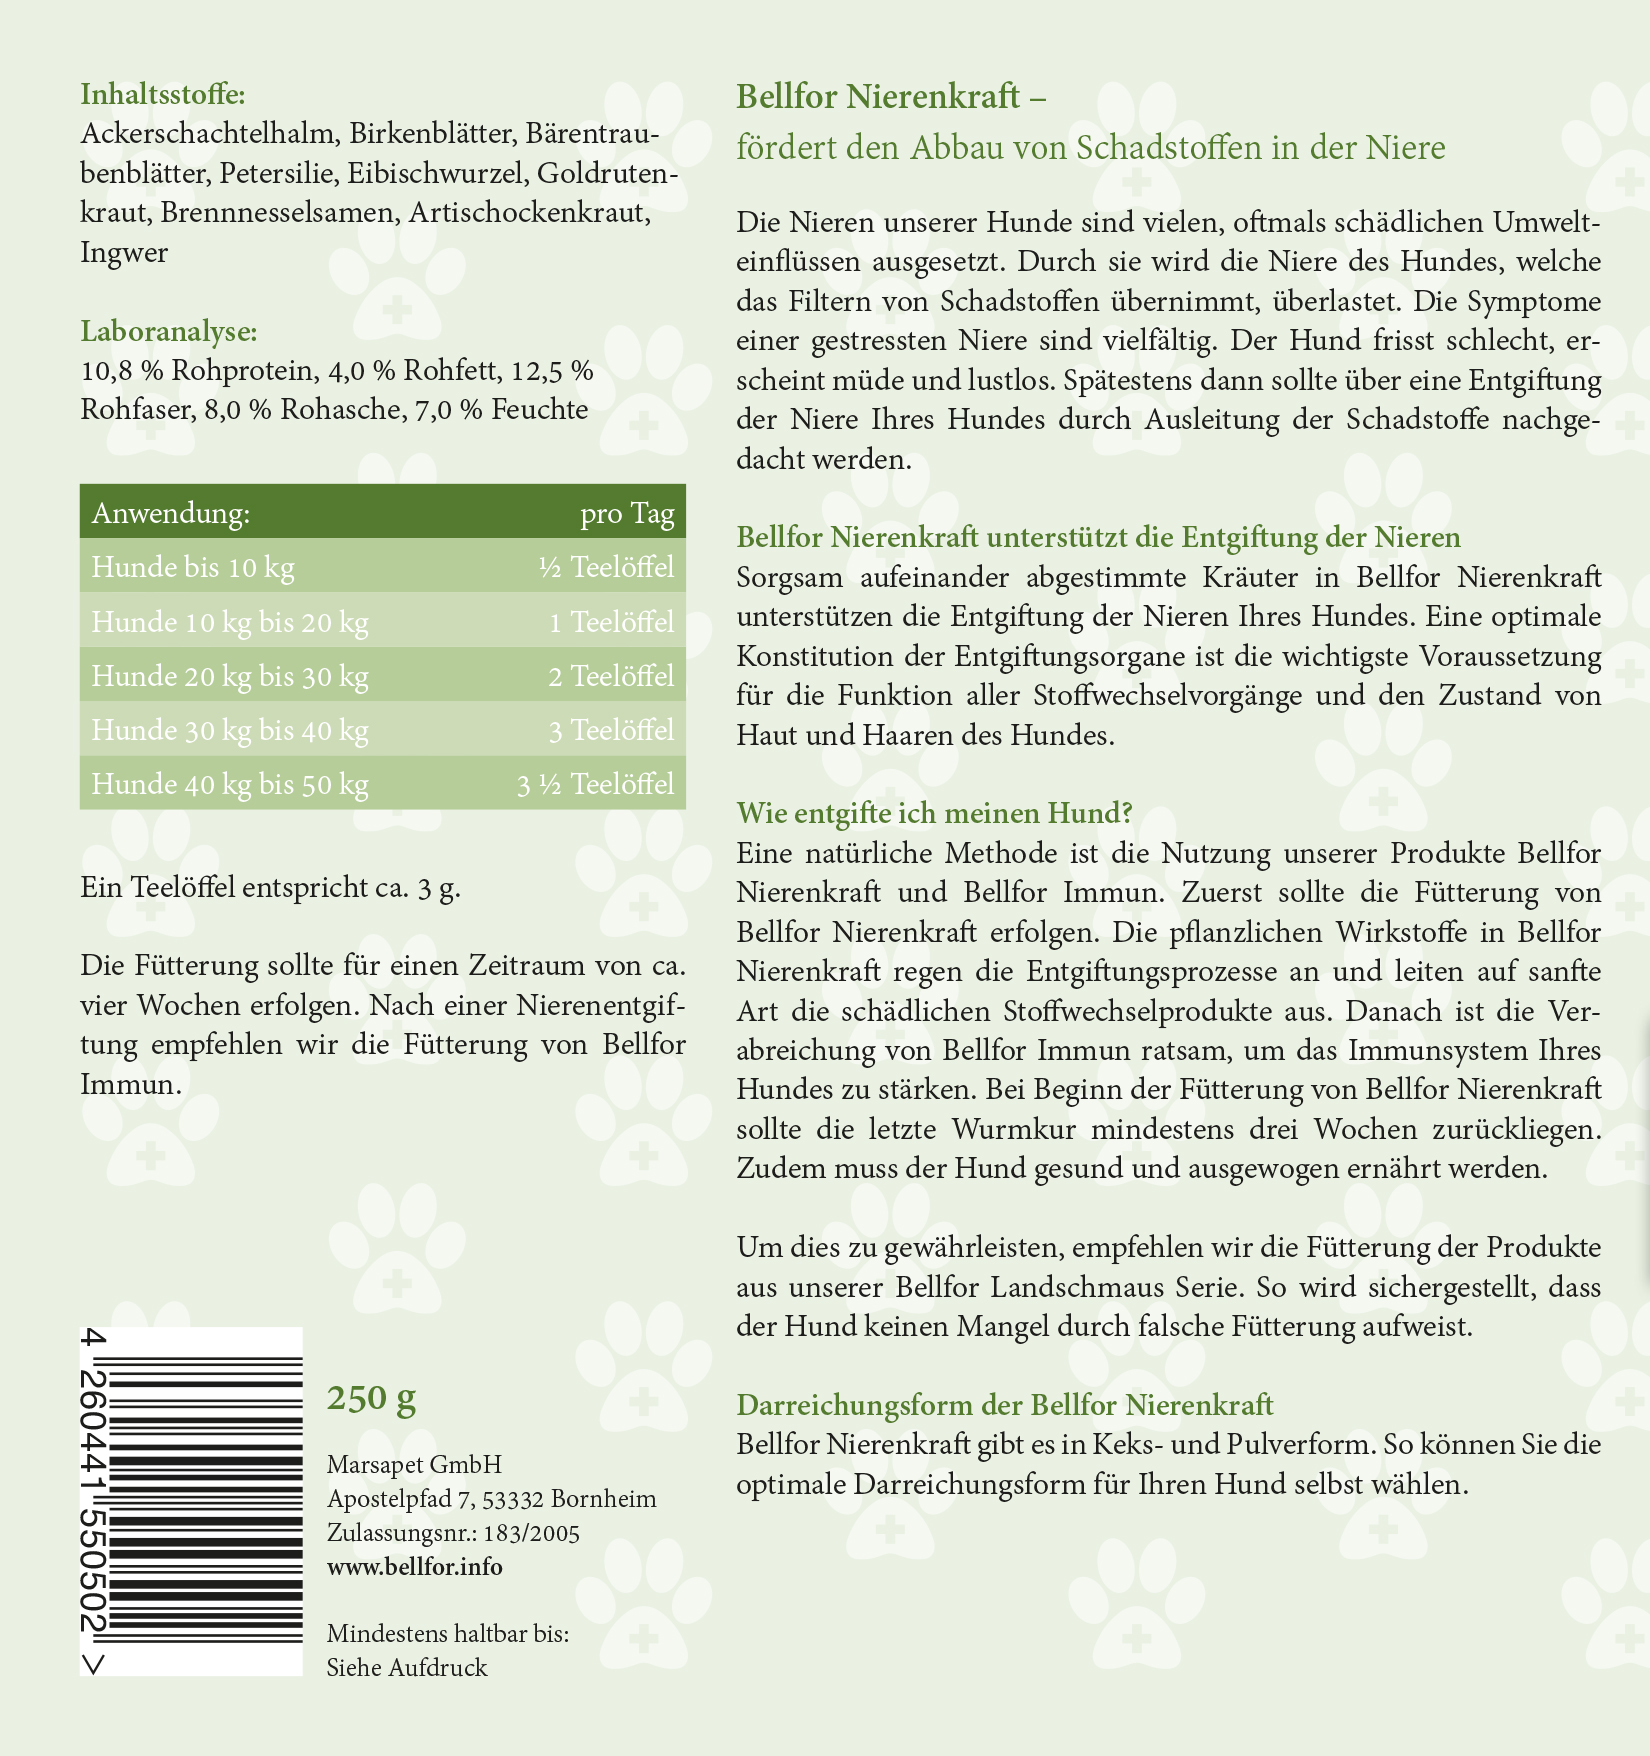 Inhaltsstoffe:
Ackerschachtelhalm, Birkenblätter, Bärentrau-
benblätter, Petersilie, Eibischwurzel, Goldruten-
kraut, Brennnesselsamen, Artischockenkraut,
Ingwer
Laboranalyse:
10,8 % Rohprotein, 4,0 % Rohfett, 12,5 %
Rohfaser, 8,0 % Rohasche, 7,0 % Feuchte
Anwendung: pro Tag
Hunde bis 10 kg ½ Teelöffel
Hunde 10 kg bis 20 kg 1 Teelöffel
Hunde 20 kg bis 30 kg 2 Teelöffel
Hunde 30 kg bis 40 kg 3 Teelöffel
Hunde 40 kg bis 50 kg 3 ½ Teelöffel
Ein Teelöffel entspricht ca. 3 g.
Die Fütterung sollte für einen Zeitraum von ca.
vier Wochen erfolgen. Nach einer Nierenentgif-
tung empfehlen wir die Fütterung von Bellfor
Immun.
4 260441 550502 >
250 g
Marsapet GmbH
Apostelpfad 7, 53332 Bornheim
Zulassungsnr.: 183/2005
www.bellfor.info
Mindestens haltbar bis:
Siehe Aufdruck
Bellfor Nierenkraft –
fördert den Abbau von Schadstoffen in der Niere
Die Nieren unserer Hunde sind vielen, oftmals schädlichen Umwelt-
einflüssen ausgesetzt. Durch sie wird die Niere des Hundes, welche
das Filtern von Schadstoffen übernimmt, überlastet. Die Symptome
einer gestressten Niere sind vielfältig. Der Hund frisst schlecht, er-
scheint müde und lustlos. Spätestens dann sollte über eine Entgiftung
der Niere Ihres Hundes durch Ausleitung der Schadstoffe nachge-
dacht werden.
Bellfor Nierenkraft unterstützt die Entgiftung der Nieren
Sorgsam aufeinander abgestimmte Kräuter in Bellfor Nierenkraft
unterstützen die Entgiftung der Nieren Ihres Hundes. Eine optimale
Konstitution der Entgiftungsorgane ist die wichtigste Voraussetzung
für die Funktion aller Stoffwechselvorgänge und den Zustand von
Haut und Haaren des Hundes.
Wie entgifte ich meinen Hund?
Eine natürliche Methode ist die Nutzung unserer Produkte Bellfor
Nierenkraft und Bellfor Immun. Zuerst sollte die Fütterung von
Bellfor Nierenkraft erfolgen. Die pflanzlichen Wirkstoffe in Bellfor
Nierenkraft regen die Entgiftungsprozesse an und leiten auf sanfte
Art die schädlichen Stoffwechselprodukte aus. Danach ist die Ver-
abreichung von Bellfor Immun ratsam, um das Immunsystem Ihres
Hundes zu stärken. Bei Beginn der Fütterung von Bellfor Nierenkraft
sollte die letzte Wurmkur mindestens drei Wochen zurückliegen.
Zudem muss der Hund gesund und ausgewogen ernährt werden.
Um dies zu gewährleisten, empfehlen wir die Fütterung der Produkte
aus unserer Bellfor Landschmaus Serie. So wird sichergestellt, dass
der Hund keinen Mangel durch falsche Fütterung aufweist.
Darreichungsform der Bellfor Nierenkraft
Bellfor Nierenkraft gibt es in Keks- und Pulverform. So können Sie die
optimale Darreichungsform für Ihren Hund selbst wählen.